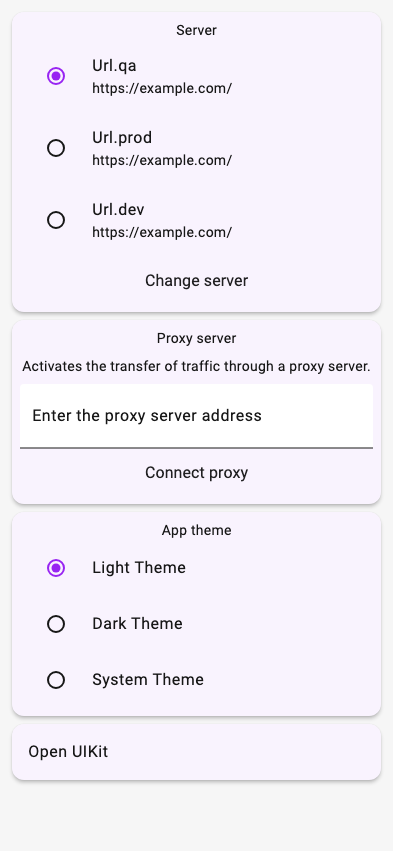 Server
Url.qa
https://example.com/
Url.prod
https://example.com/
Url.dev
https://example.com/
Change server
Proxy server
Activates the transfer of traffic through a proxy server.
Enter the proxy server address
Connect proxy
App theme
Light Theme
Dark Theme
System Theme
Open UIKit